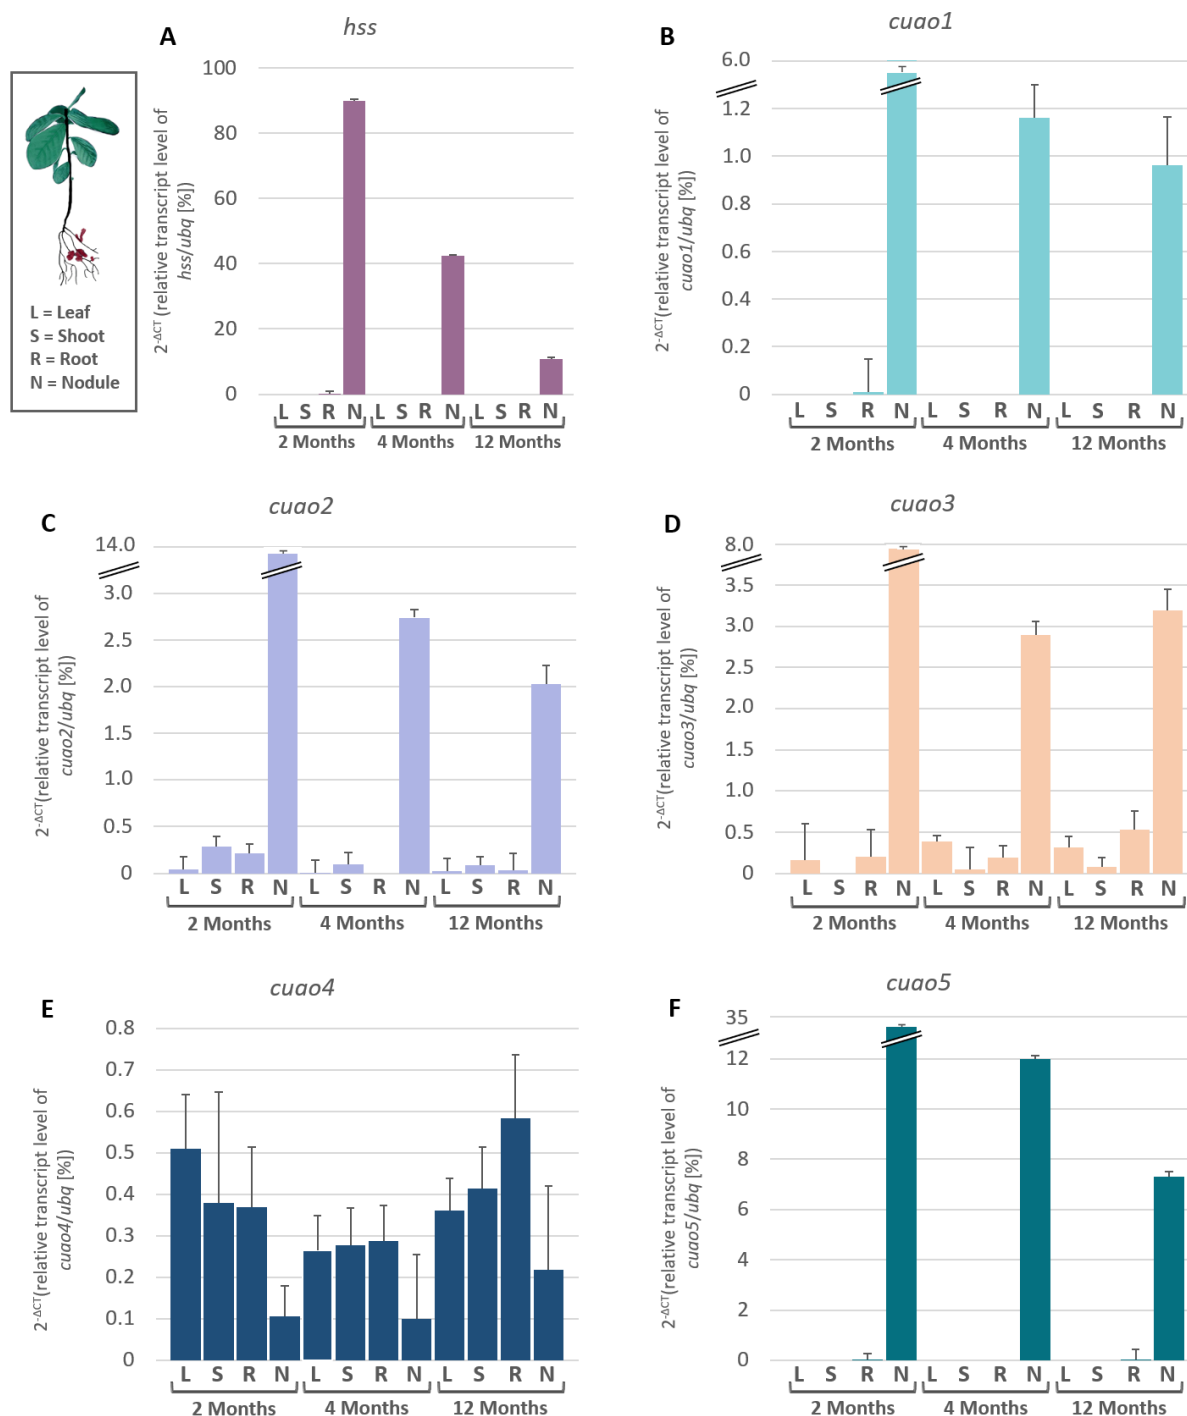 L = Leaf
S = Shoot
R = Root
N = Nodule
A
hss
2-ΔCT (relative transcript level of
hss/ubq [%])
100
80
60
40
20
0
L S R N L S R N L S R N
2 Months 4 Months 12 Months
B
cuao1
2-ΔCT(relative transcript level of
cuao1/ubq [%])
6.0
12
1.0
0.8
0.6
0.4
0.2
0
L S R N L S R N L S R N
2 Months 4 Months 12 Months
C
cuao2
2-ΔCT(relative transcript level of
cuao2/ubq [%])
14.0
3.0
2.5
2.0
1.5
1.0
0.5
0
L S R N L S R N L S R N
2 Months 4 Months 12 Months
D
cuao3
2-ΔCT(relative transcript level of
cuao3/ubq [%])
8.0
3.5
3.0
2.5
2.0
1.5
1.0
0.5
0
L S R N L S R N L S R N
2 Months 4 Months 12 Months
E
cuao4
2-ΔCT(relative transcript level of
cuao4/ubq [%])
0.8
0.7
0.6
0.5
0.4
0.3
0.2
0.1
0
L S R N L S R N L S R N
2 Months 4 Months 12 Months
F
cuao5
2-ΔCT(relative transcript level of
cuao5/ubq [%])
35
12
10
8
6
4
2
0
L S R N L S R N L S R N
2 Months 4 Months 12 Months